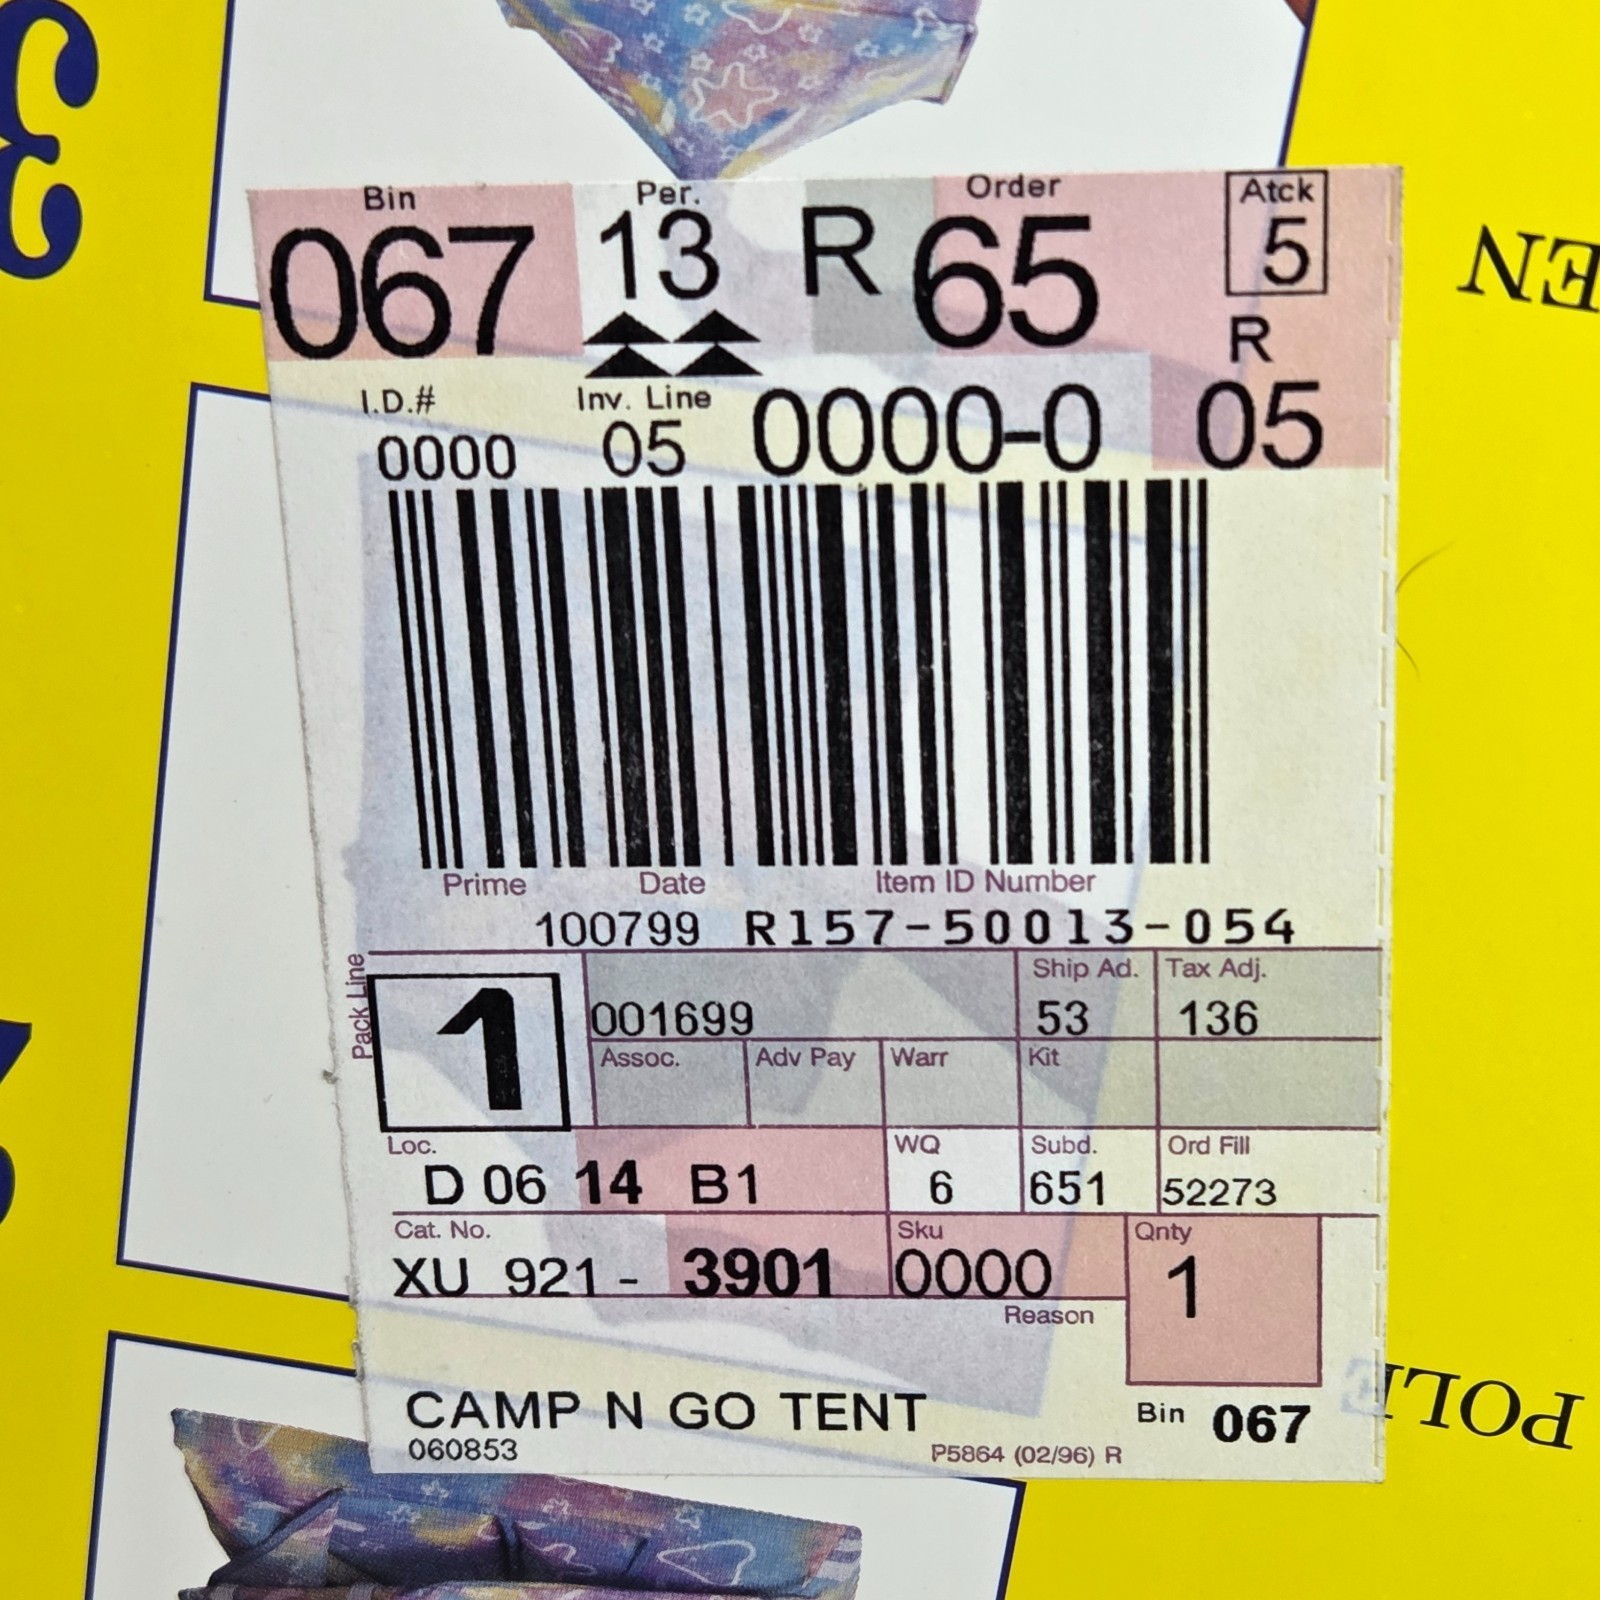 Bin Per. Order Atck
067 13 R 65 5
R
I.D.# Inv. Line
0000 05 0000-0 05
Prime Date Item ID Number
100799 R157-50013-054
Pack Line
1
Ship Ad. Tax Adj.
001699 53 136
Assoc. Adv Pay Warr Kit
Loc. WQ Subd. Ord Fill
D 06 14 B1 6 651 52273
Cat. No. Sku Qnty
XU 921- 3901 0000 1
Reason
CAMP N GO TENT Bin 067
060853 P5864 (02/96) R